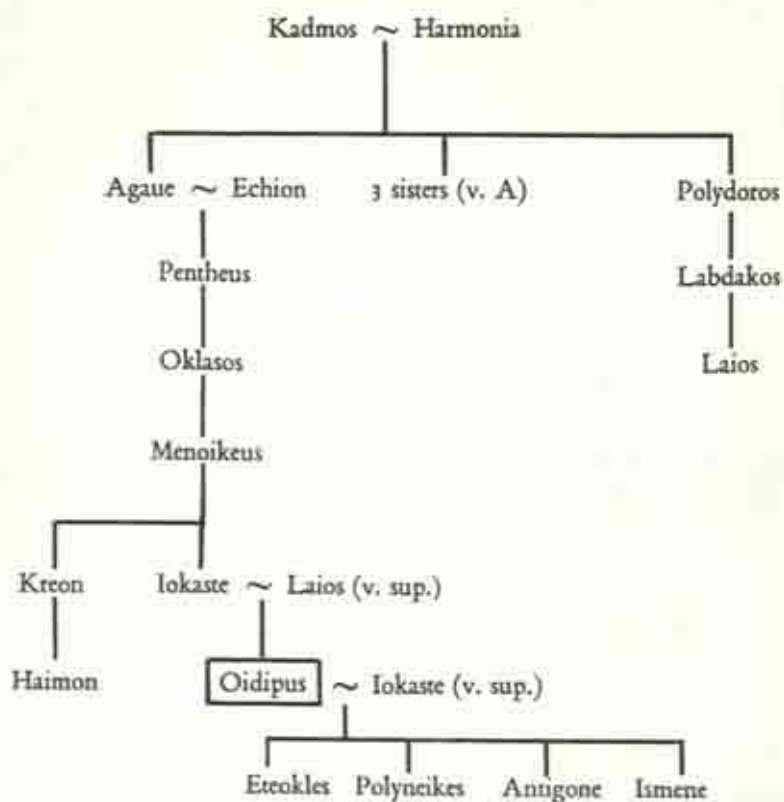 Kadmos ~ Harmonia
Agaue ~ Echion 3 sisters (v. A) Polydoros
Pentheus Labdakos
Oklasos Laios
Menoikeus
Kreon Iokaste ~ Laios (v. sup.)
Haimon Oidipus ~ Iokaste (v. sup.)
Eteokles Polyneikes Antigone Ismene